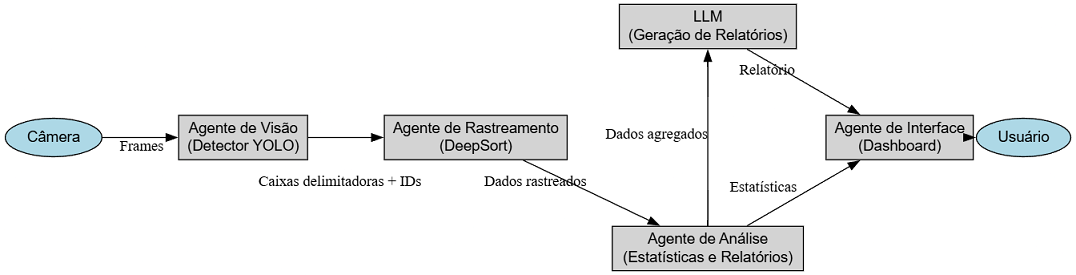 LLM
(Geração de Relatórios)
Relatório
Câmera
Frames
Agente de Visão
(Detector YOLO)
Caixas delimitadoras + IDs
Agente de Rastreamento
(DeepSort)
Dados rastreados
Dados agregados
Agente de Interface
(Dashboard)
Usuário
Estatísticas
Agente de Análise
(Estatísticas e Relatórios)